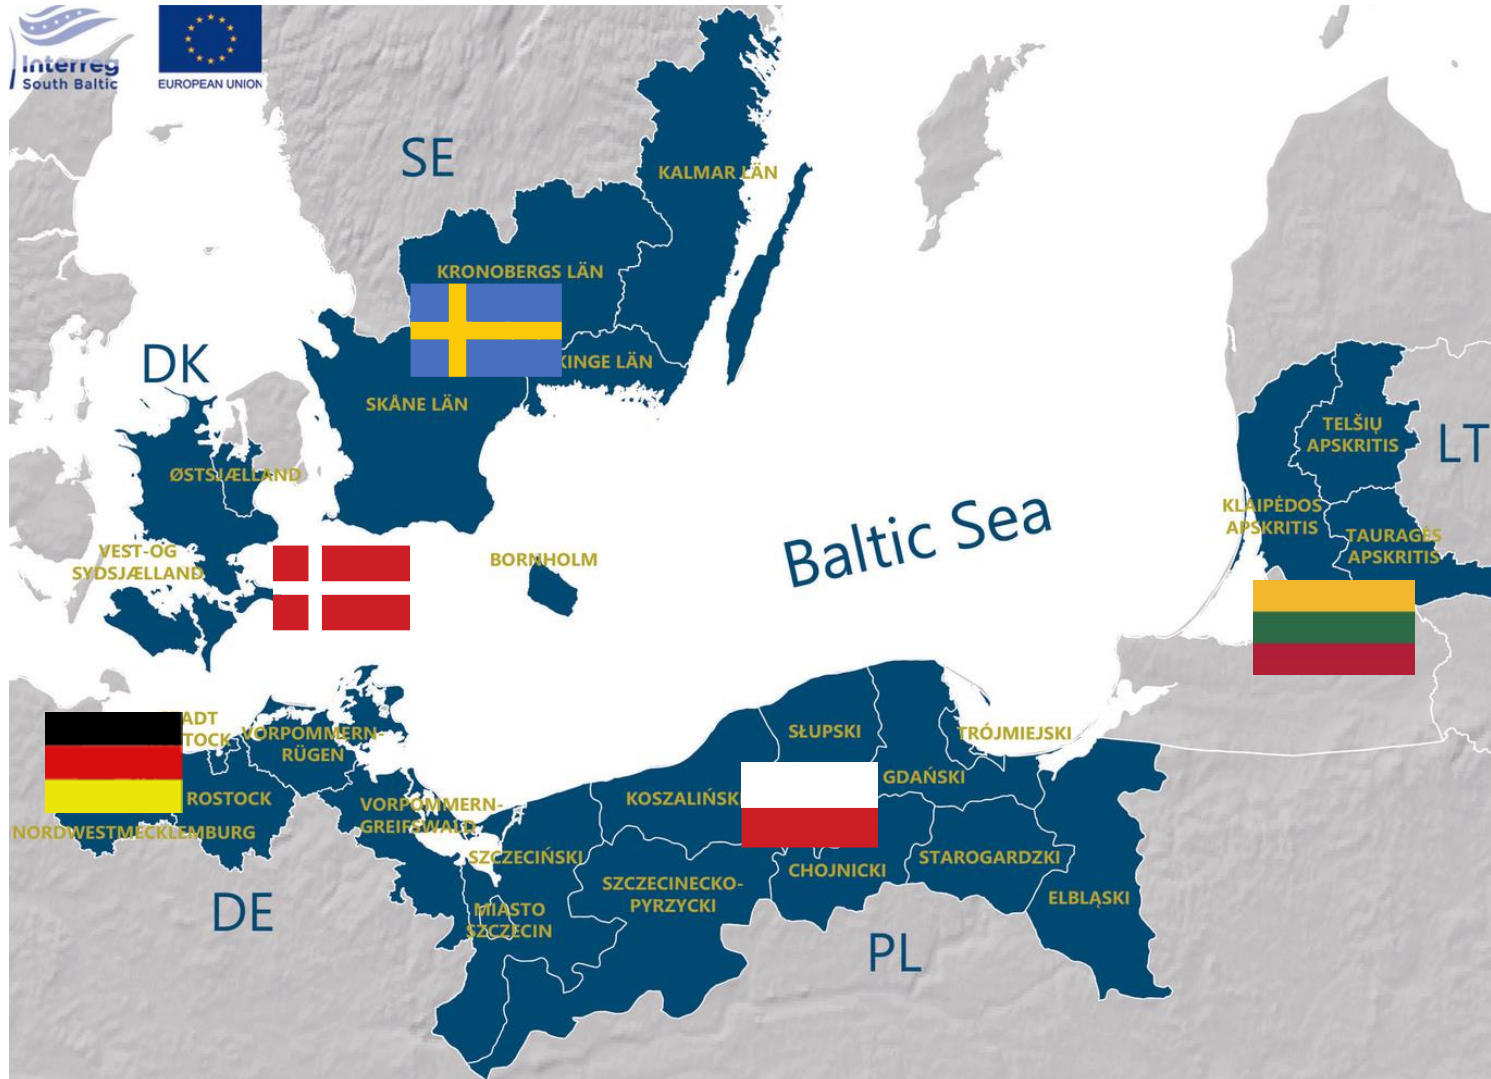 Interreg
South Baltic
EUROPEAN UNION
SE
KALMAR LÄN
KRONOBERGS LÄN
KINGE LÄN
SKÅNE LÄN
DK
ØSTSJÆLLAND
VEST-OG
SYDSJÆLLAND
BORNHOLM
Baltic Sea
LT
TELŠIŲ
APSKRITIS
KLAIPĖDOS
APSKRITIS
TAURAGĖS
APSKRITIS
ADT
TOCK
VORPOMMERN-
RÜGEN
ROSTOCK
NORDWESTMECKLEMBURG
VORPOMMERN-
GREIFSWALD
DE
SŁUPSKI
TRÓJMIEJSKI
GDAŃSKI
KOSZALIŃSK
SZCZECIŃSKI
SZCZECINECKO-
PYRZYCKI
CHOJNICKI
STAROGARDZKI
ELBLĄSKI
MIASTO
SZCZECIN
PL